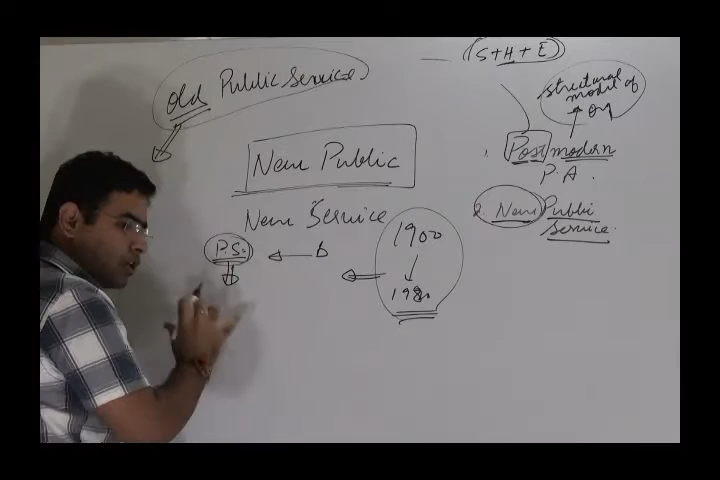 (S+H+E)
old Public Service
structural
model of
org
1. Post modern
P.A.
New Public
New Service
2. New Public
Service.
1900
1980
P.S.
b